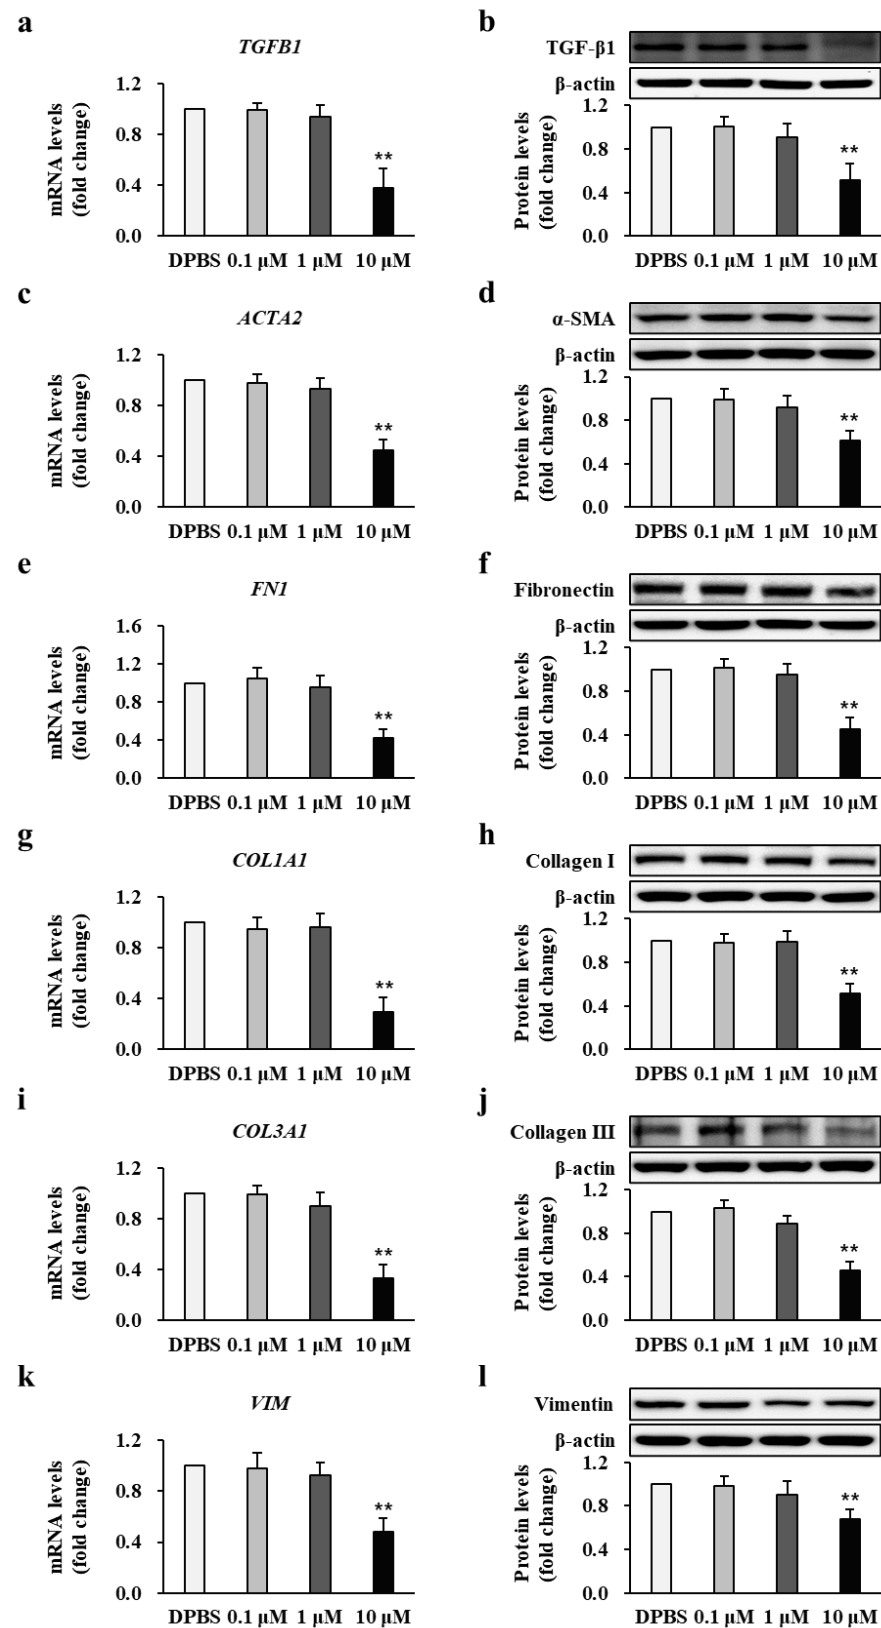 a
TGFB1
mRNA levels
(fold change)
1.2
0.8
0.4
0.0
**
DPBS 0.1 μM 1 μM 10 μM
b
TGF-β1
β-actin
Protein levels
(fold change)
1.2
0.8
0.4
0.0
**
DPBS 0.1 μM 1 μM 10 μM
c
ACTA2
mRNA levels
(fold change)
1.2
0.8
0.4
0.0
**
DPBS 0.1 μM 1 μM 10 μM
d
α-SMA
β-actin
Protein levels
(fold change)
1.2
0.8
0.4
0.0
**
DPBS 0.1 μM 1 μM 10 μM
e
FN1
mRNA levels
(fold change)
1.6
1.2
0.8
0.4
0.0
**
DPBS 0.1 μM 1 μM 10 μM
f
Fibronectin
β-actin
Protein levels
(fold change)
1.2
0.8
0.4
0.0
**
DPBS 0.1 μM 1 μM 10 μM
g
COL1A1
mRNA levels
(fold change)
1.2
0.8
0.4
0.0
**
DPBS 0.1 μM 1 μM 10 μM
h
Collagen I
β-actin
Protein levels
(fold change)
1.2
0.8
0.4
0.0
**
DPBS 0.1 μM 1 μM 10 μM
i
COL3A1
mRNA levels
(fold change)
1.2
0.8
0.4
0.0
**
DPBS 0.1 μM 1 μM 10 μM
j
Collagen III
β-actin
Protein levels
(fold change)
1.2
0.8
0.4
0.0
**
DPBS 0.1 μM 1 μM 10 μM
k
VIM
mRNA levels
(fold change)
1.2
0.8
0.4
0.0
**
DPBS 0.1 μM 1 μM 10 μM
l
Vimentin
β-actin
Protein levels
(fold change)
1.2
0.8
0.4
0.0
**
DPBS 0.1 μM 1 μM 10 μM